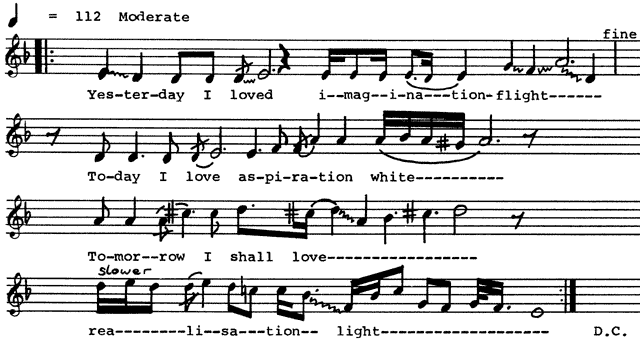 = 112 Moderate
fine
Yes-ter-day I loved i--mag--i-na---tion-flight------
To-day I love as-pi-ra-tion white----------
To-mor--row I shall love-----------------
slower
rea--------li--sa---tion-- light------------------- D.C.